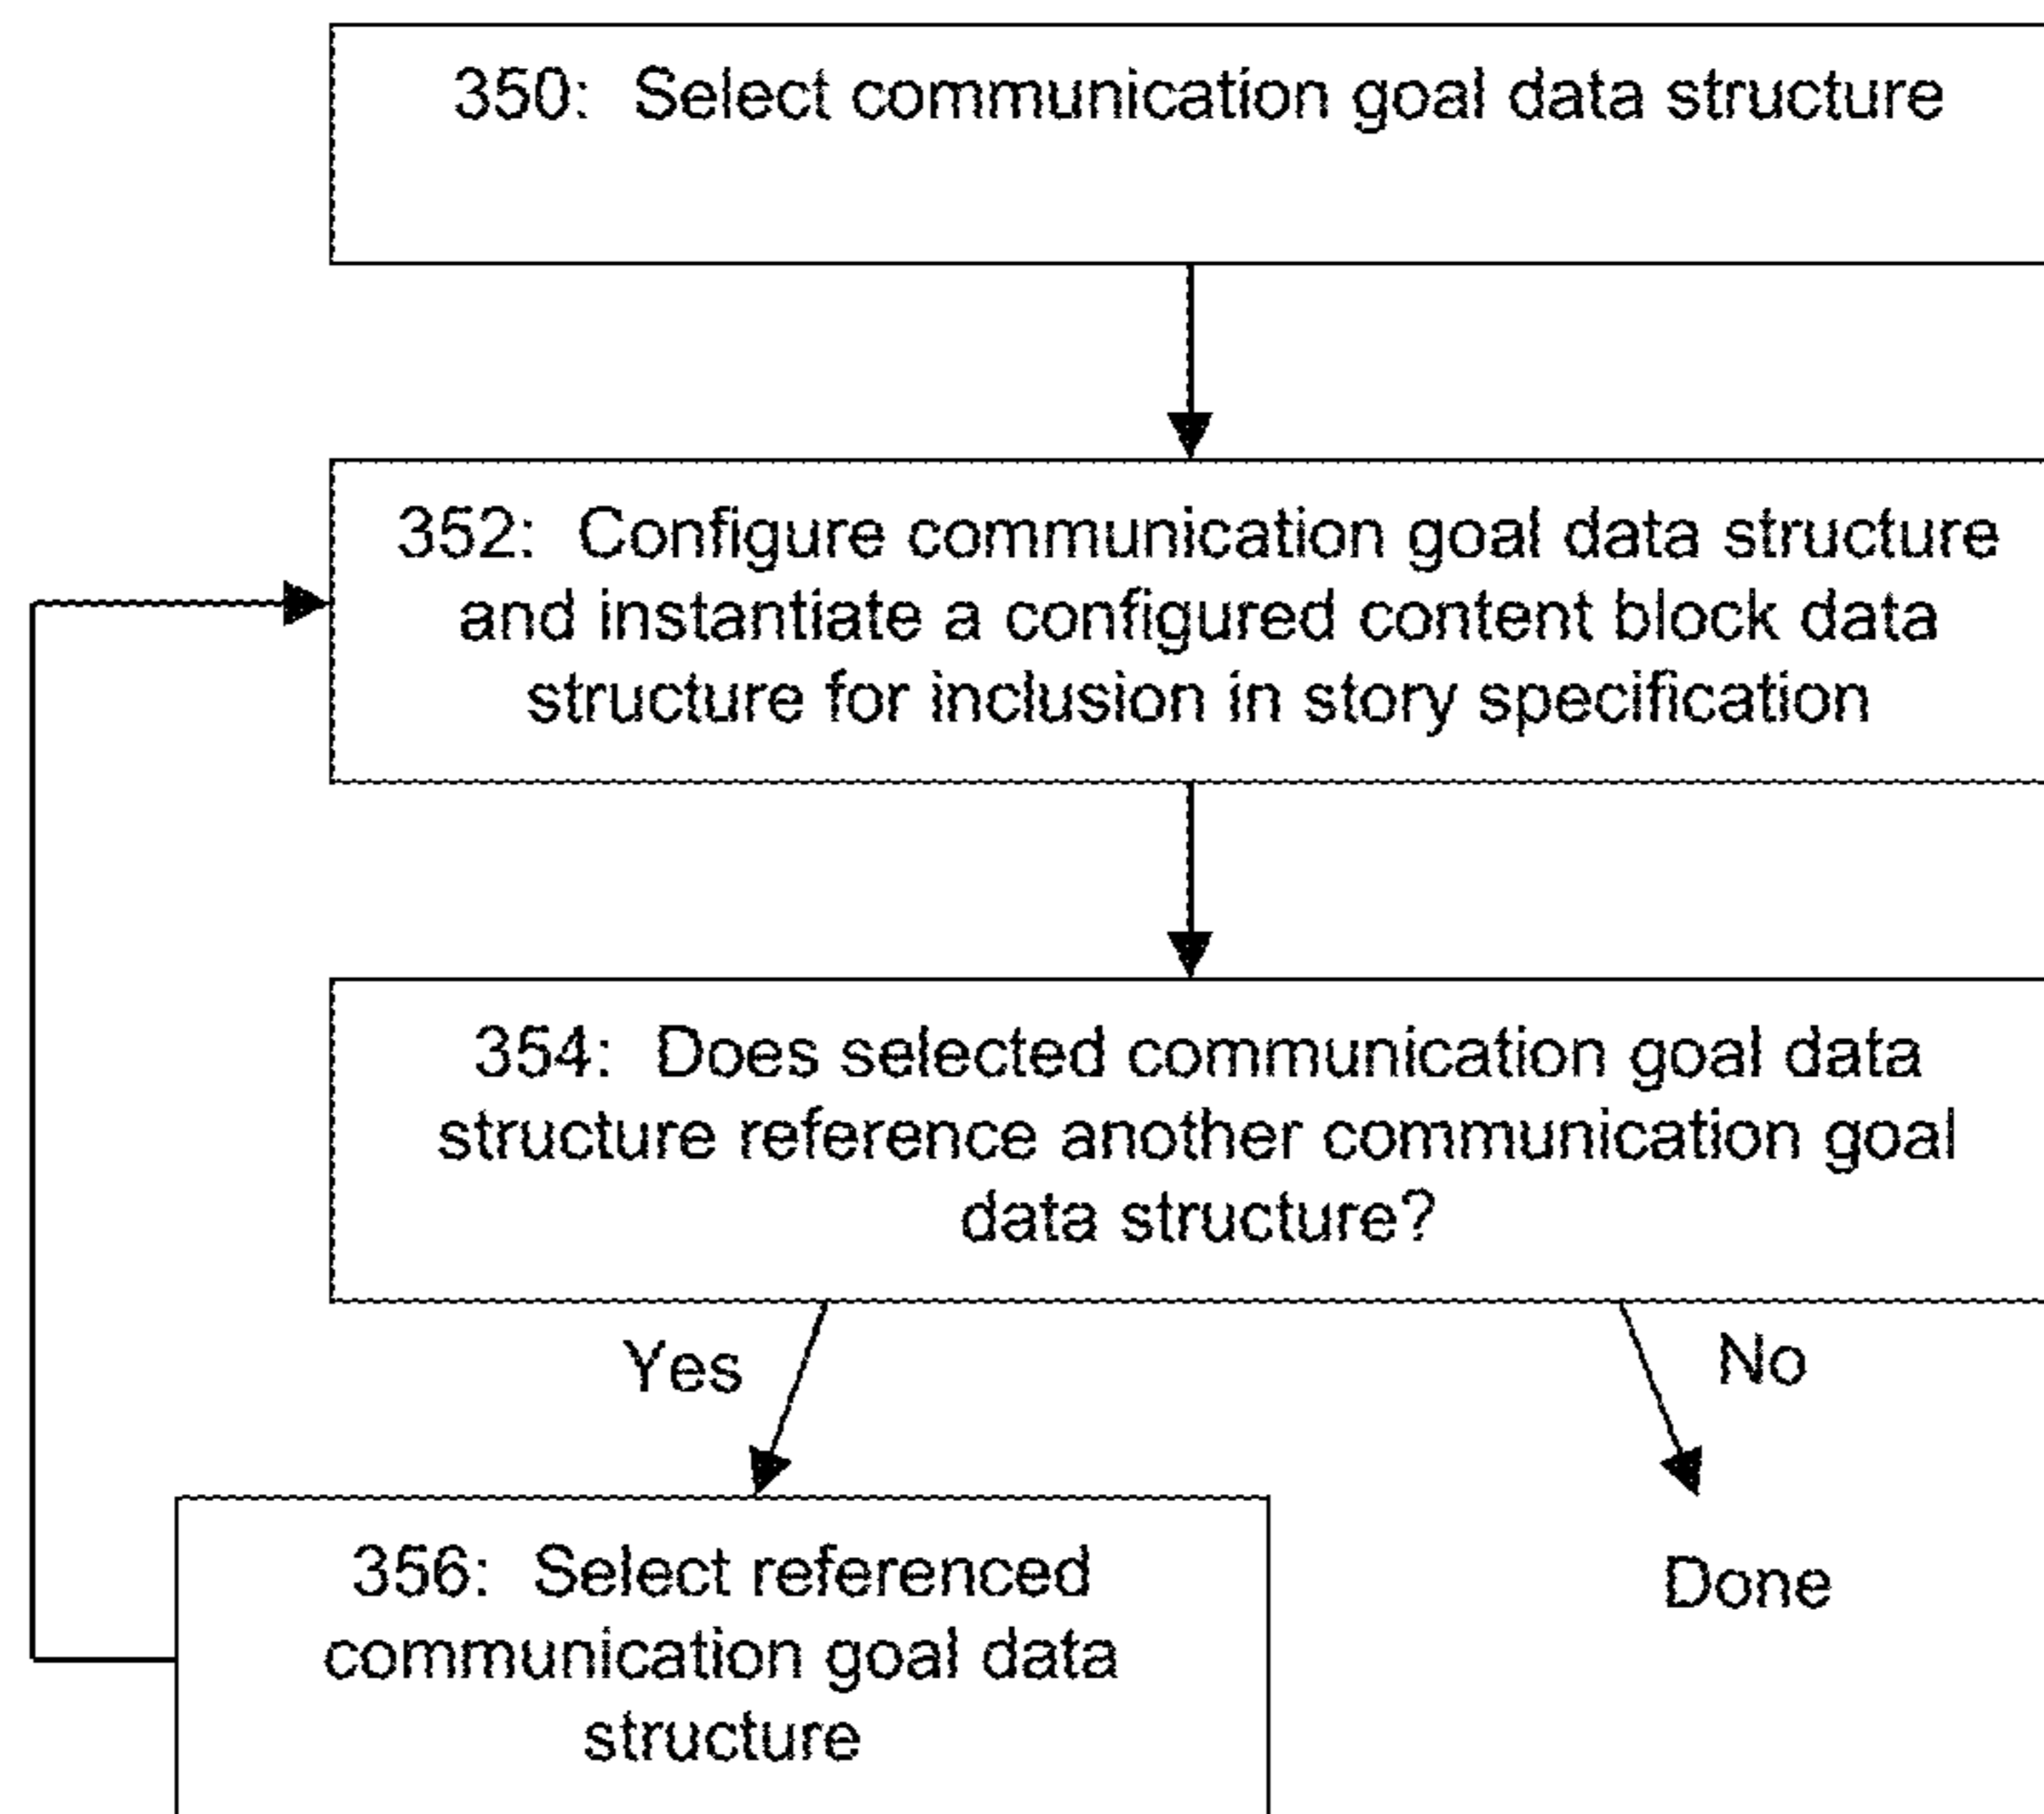 350: Select communication goal data structure
352: Configure communication goal data structure
and instantiate a configured content block data
structure for inclusion in story specification
354: Does selected communication goal data
structure reference another communication goal
data structure?
Yes
No
356: Select referenced
communication goal data
structure
Done